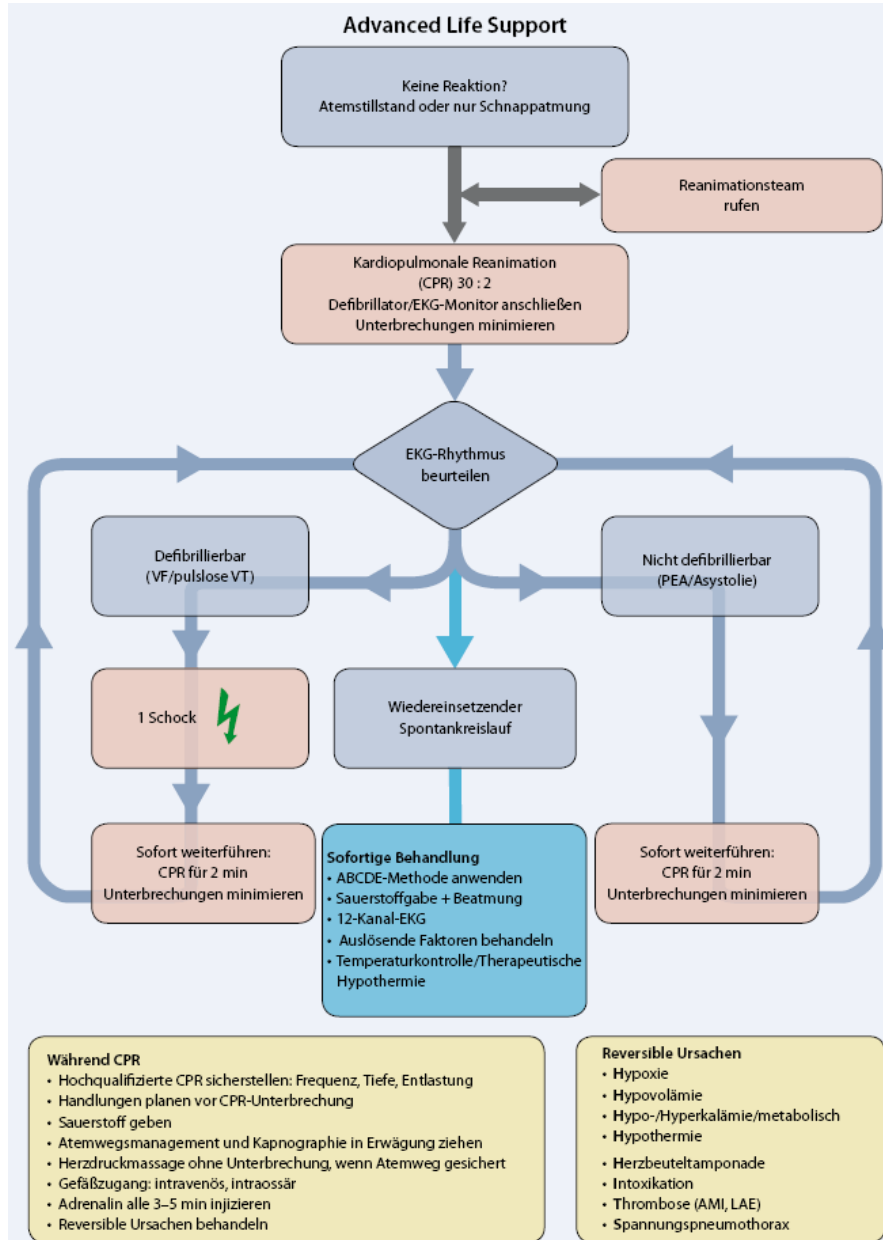 Advanced Life Support
Keine Reaktion?
Atemstillstand oder nur Schnappatmung
Reanimationsteam
rufen
Kardiopulmonale Reanimation
(CPR) 30 : 2
Defibrillator/EKG-Monitor anschließen
Unterbrechungen minimieren
EKG-Rhythmus
beurteilen
Defibrillierbar
(VF/pulslose VT)
Nicht defibrillierbar
(PEA/Asystolie)
1 Schock
Wiedereinsetzender
Spontankreislauf
Sofort weiterführen:
CPR für 2 min
Unterbrechungen minimieren
Sofortige Behandlung
• ABCDE-Methode anwenden
• Sauerstoffgabe + Beatmung
• 12-Kanal-EKG
• Auslösende Faktoren behandeln
• Temperaturkontrolle/Therapeutische
Hypothermie
Sofort weiterführen:
CPR für 2 min
Unterbrechungen minimieren
Während CPR
• Hochqualifizierte CPR sicherstellen: Frequenz, Tiefe, Entlastung
• Handlungen planen vor CPR-Unterbrechung
• Sauerstoff geben
• Atemwegsmanagement und Kapnographie in Erwägung ziehen
• Herzdruckmassage ohne Unterbrechung, wenn Atemweg gesichert
• Gefäßzugang: intravenös, intraossär
• Adrenalin alle 3–5 min injizieren
• Reversible Ursachen behandeln
Reversible Ursachen
• Hypoxie
• Hypovolämie
• Hypo-/Hyperkalämie/metabolisch
• Hypothermie
• Herzbeuteltamponade
• Intoxikation
• Thrombose (AMI, LAE)
• Spannungspneumothorax